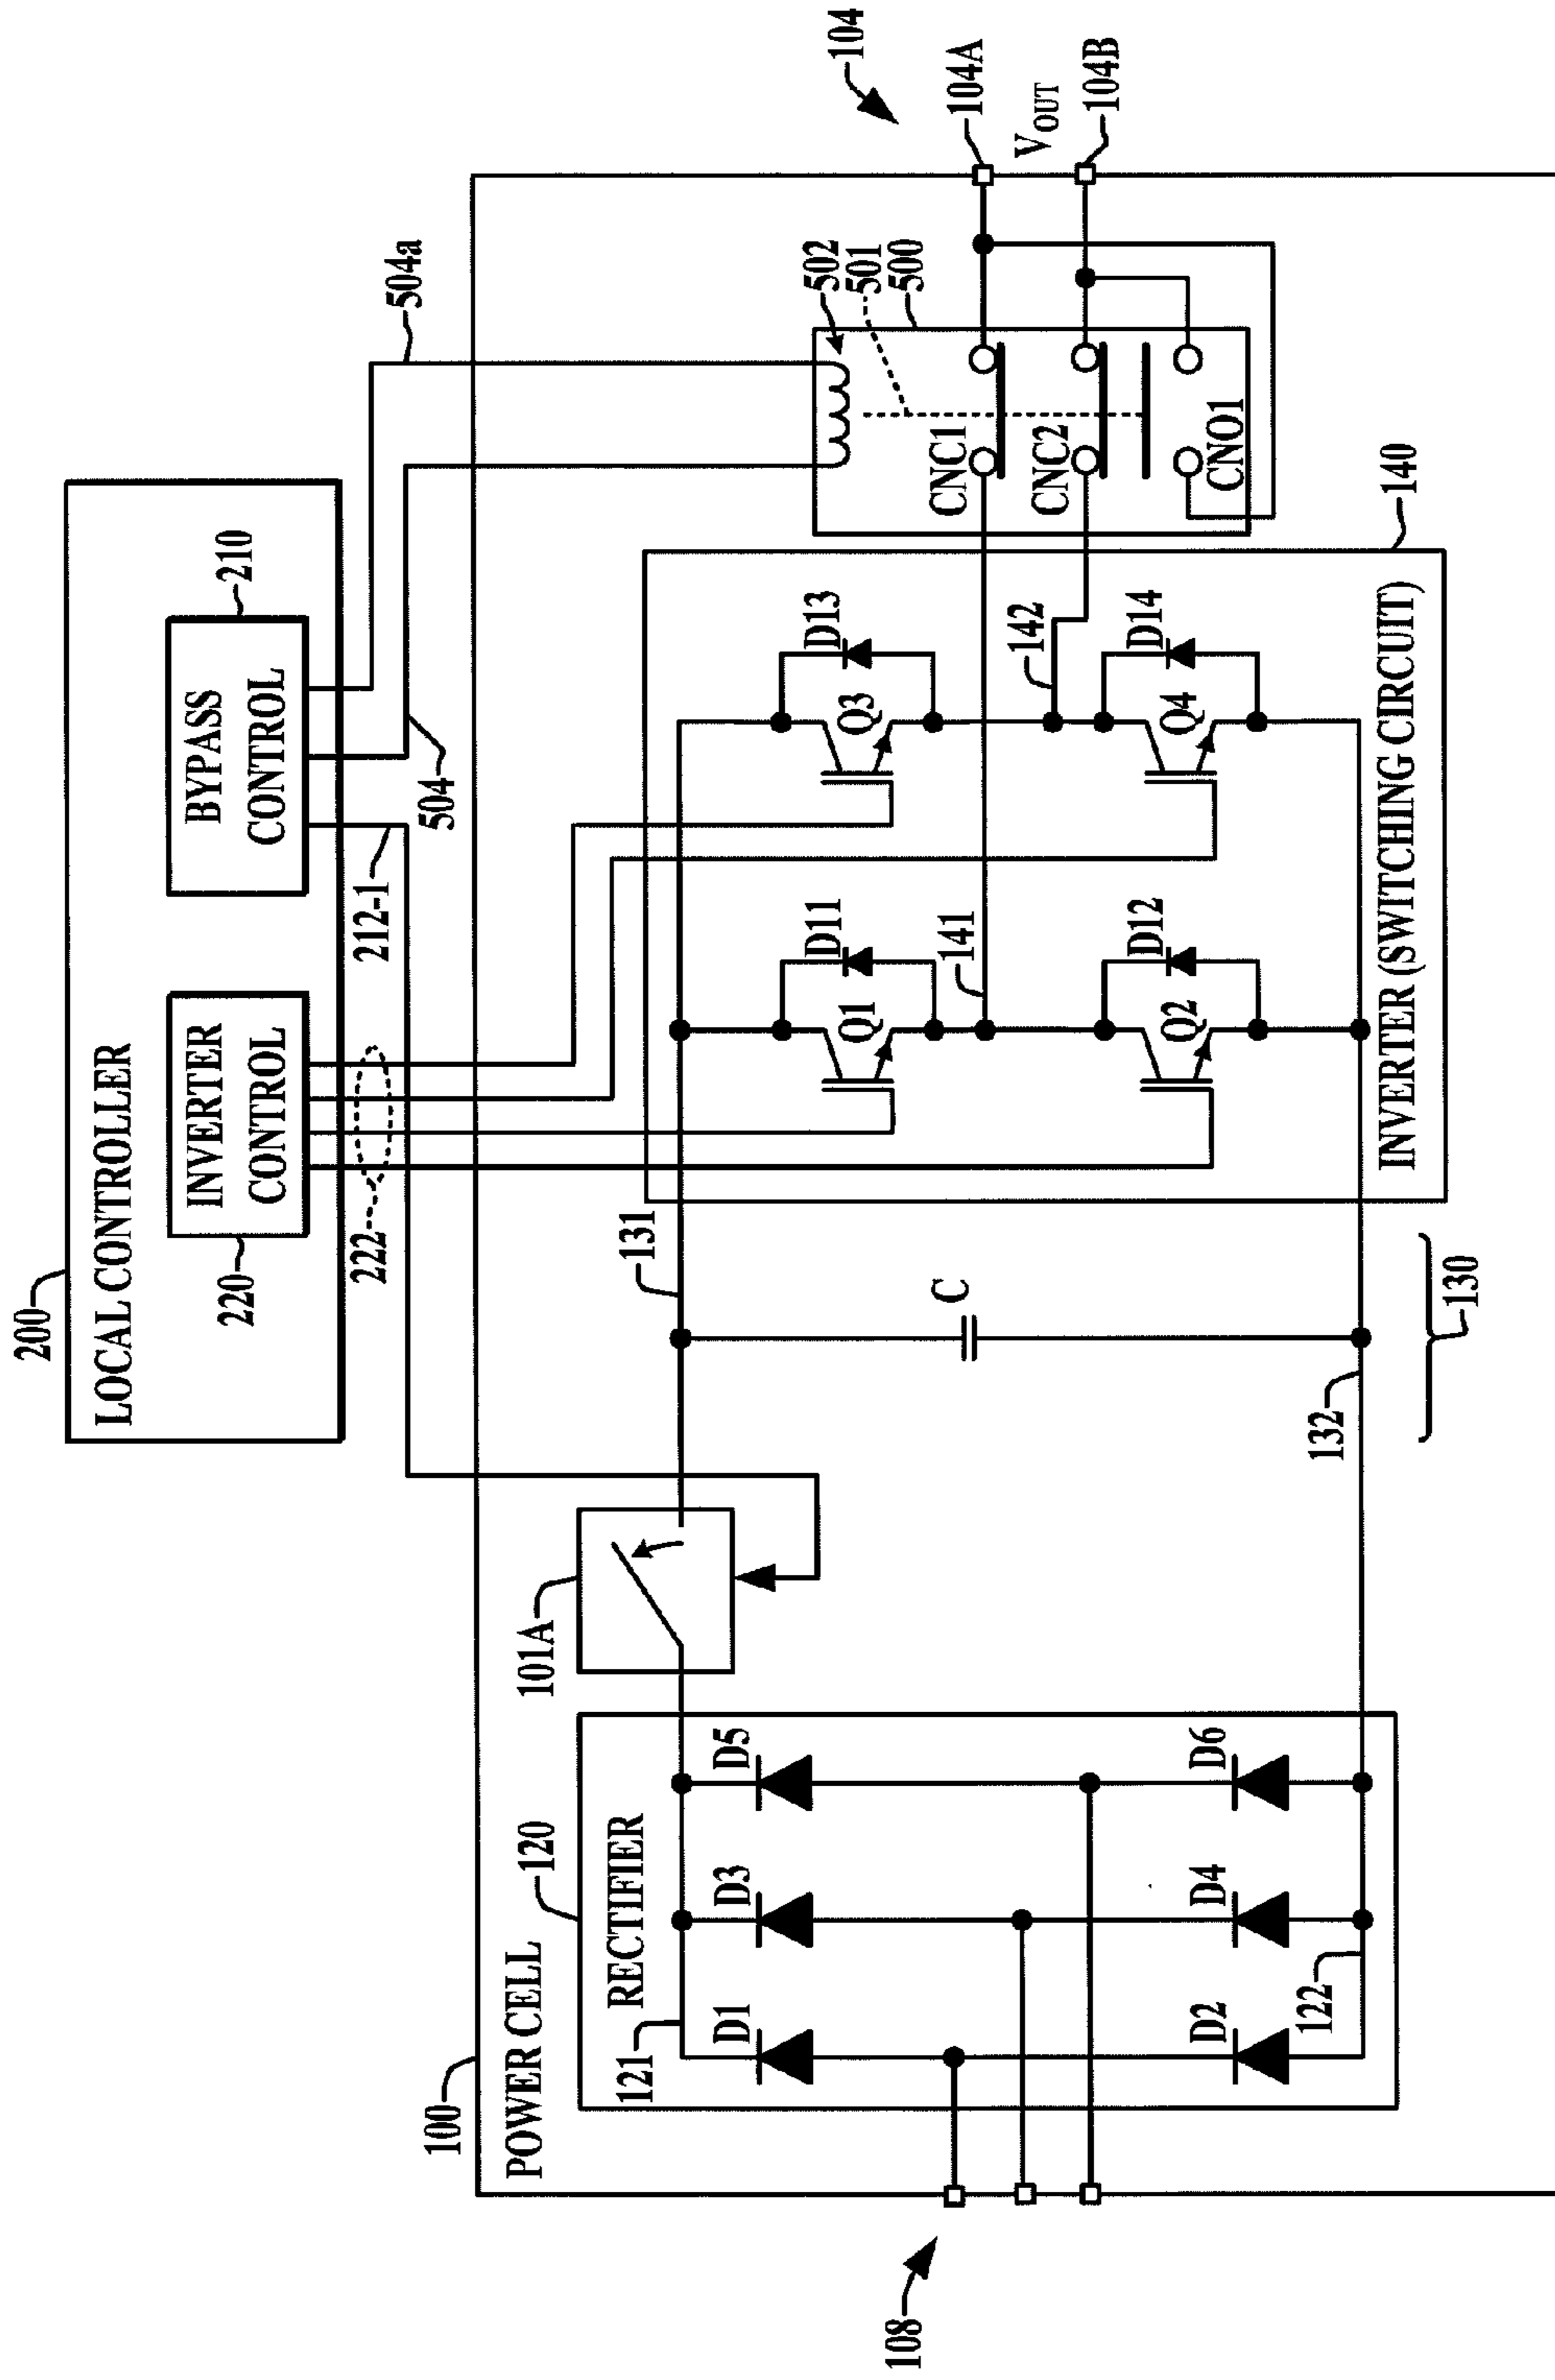 200
LOCAL CONTROLLER
INVERTER
CONTROL
BYPASS
CONTROL
220
210
222
212-1
504
504a
104
100
POWER CELL
120
RECTIFIER
121
122
D1
D3
D5
D2
D4
D6
108
101A
131
C
132
130
Q1
D11
Q2
D12
141
Q3
D13
Q4
D14
142
INVERTER (SWITCHING CIRCUIT)
140
502
501
500
CNC1
CNC2
CNO1
104A
VOUT
104B